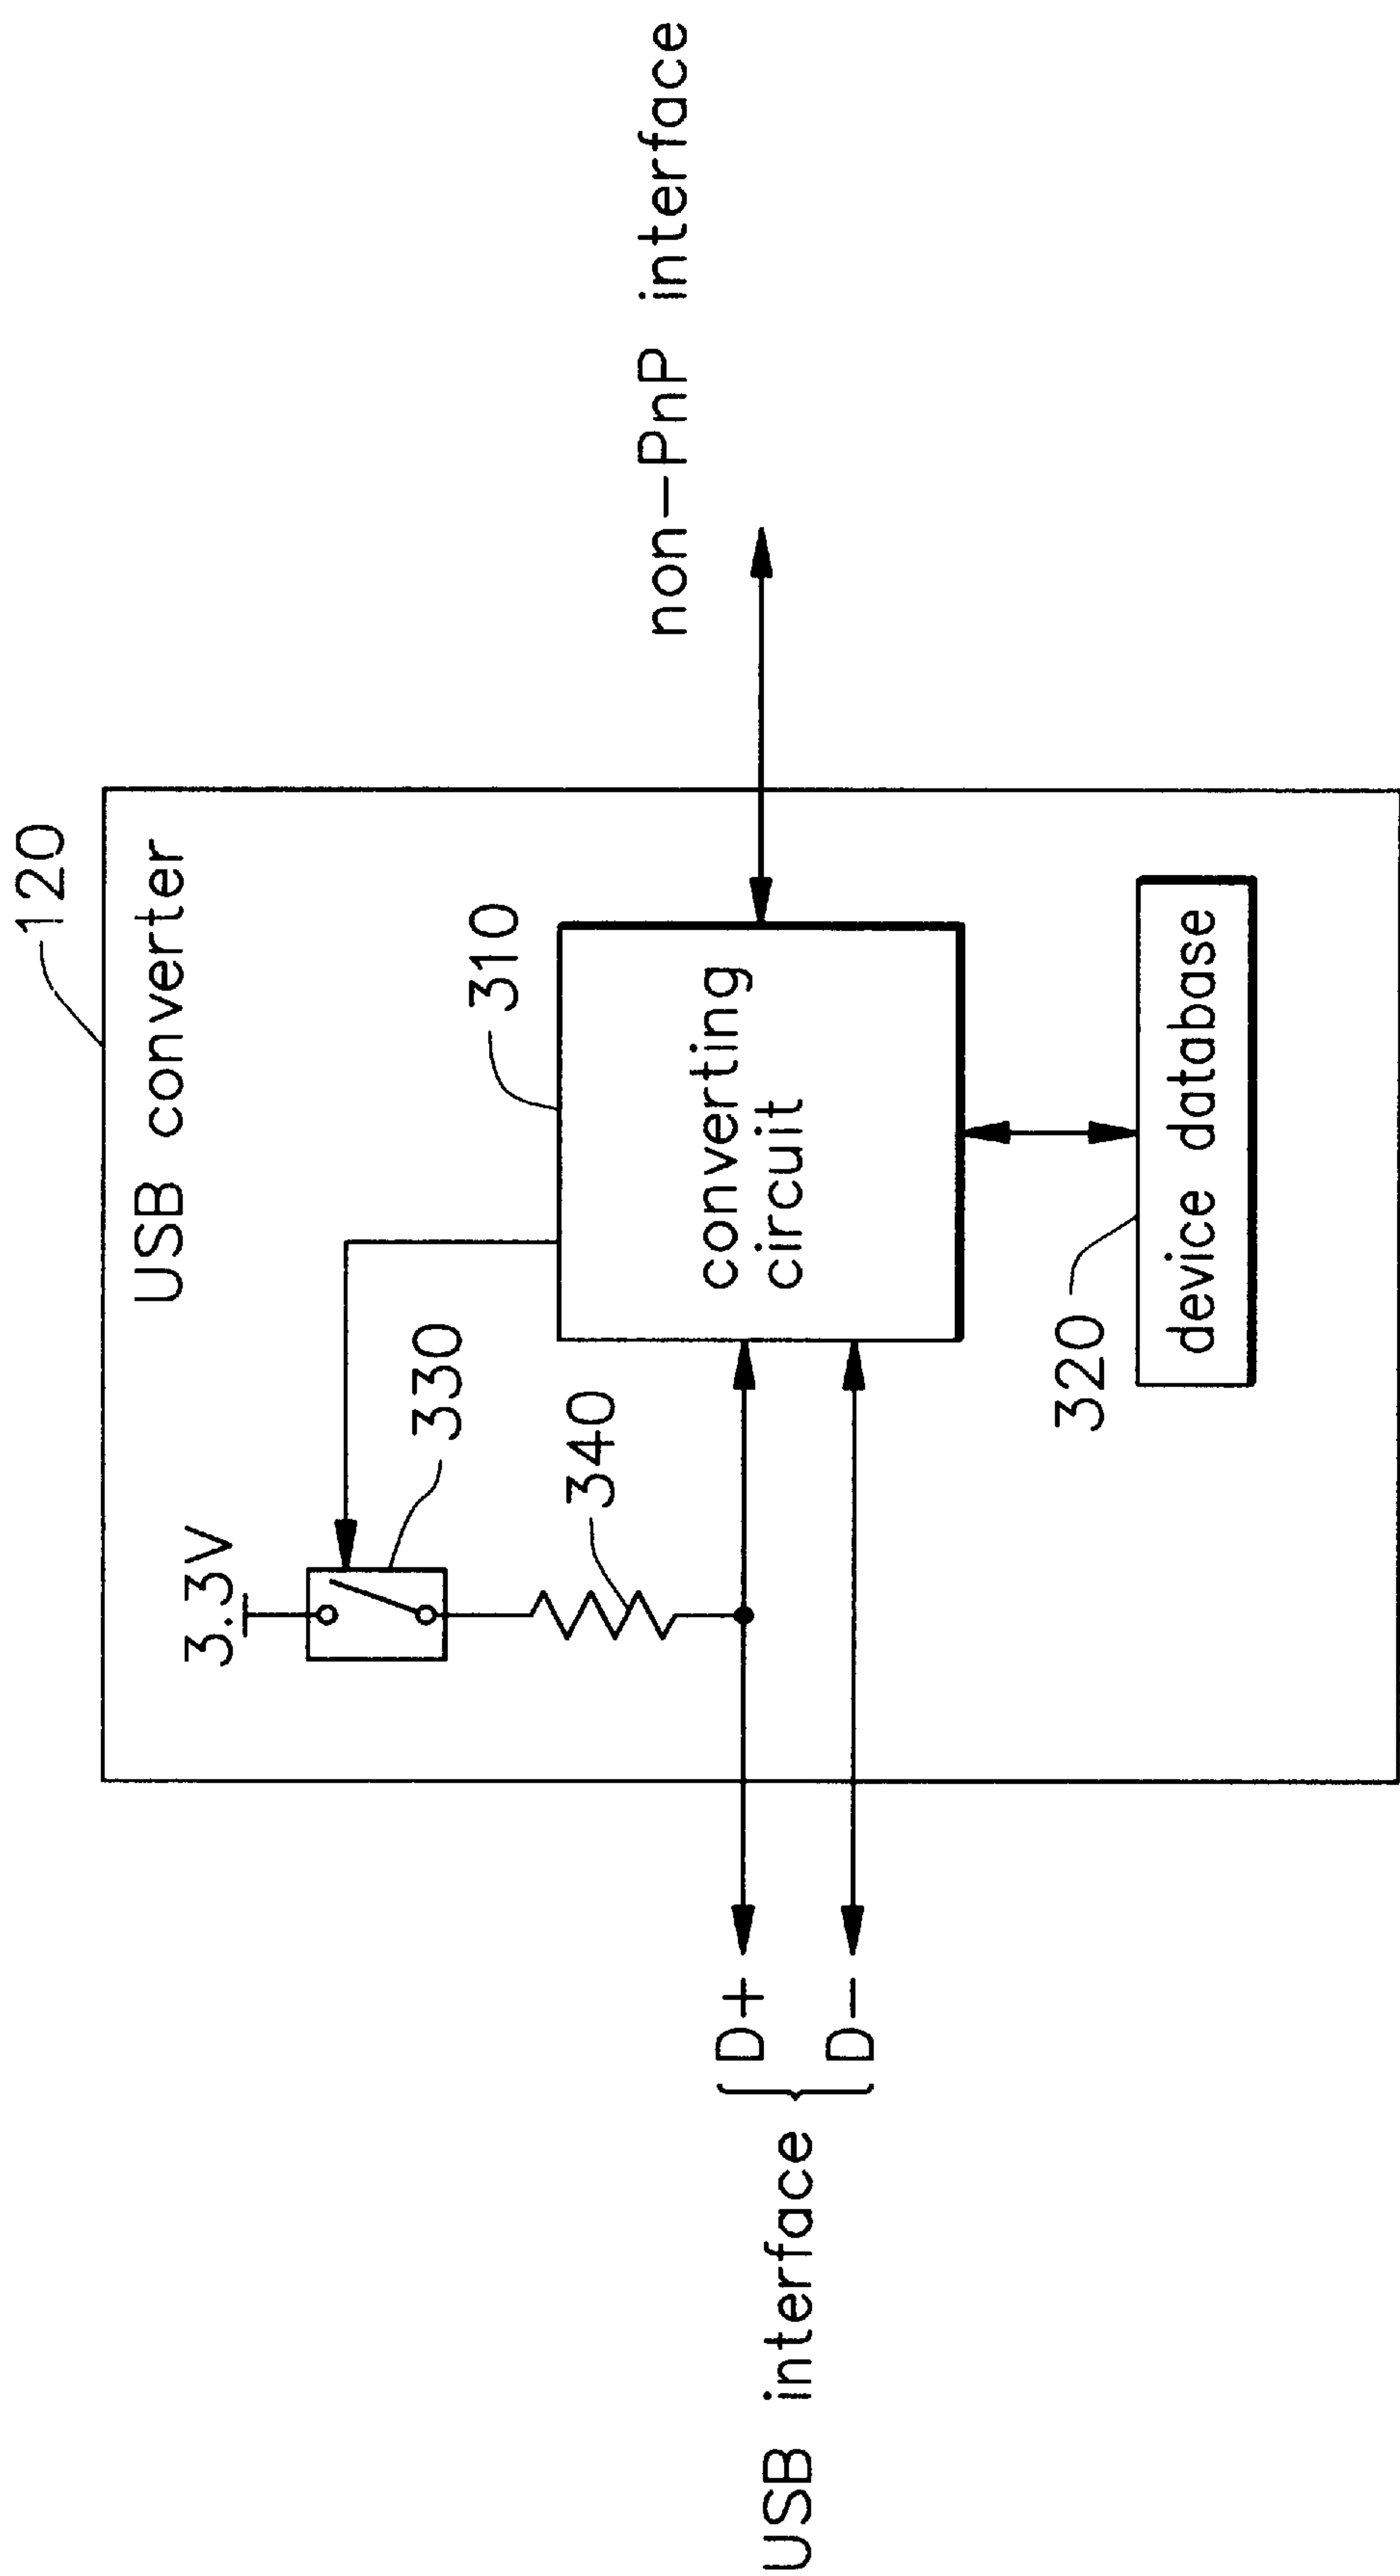 120
USB converter
3.3V
330
310
340
non-PnP interface
converting
circuit
USB interface
D+
D-
320
device database